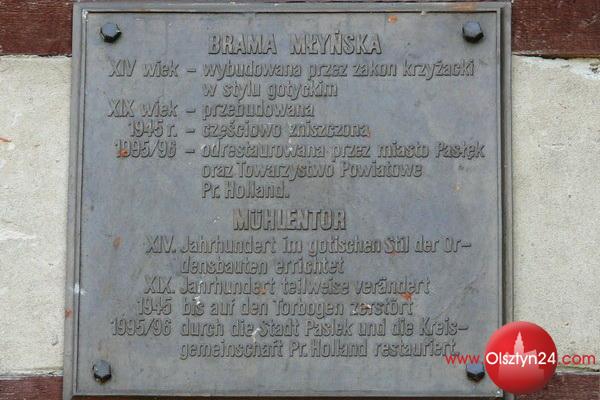 BRAMA MŁYŃSKA
XIV wiek – wybudowana przez zakon krzyżacki
w stylu gotyckim
XIX wiek – przebudowana
1945 r. – częściowo zniszczona
1995/96 – odrestaurowana przez miasto Pasłęk
oraz Towarzystwo Powiatowe
Pr. Holland.
MÜHLENTOR
XIV. Jahrhundert im gotischen Stil der Or-
densbauten errichtet
XIX. Jahrhundert teilweise verändert
1945 bis auf den Torbogen zerstört
1995/96 durch die Stadt Pasłęk und die Kreis-
gemeinschaft Pr. Holland restauriert.
www.Olsztyn24.com